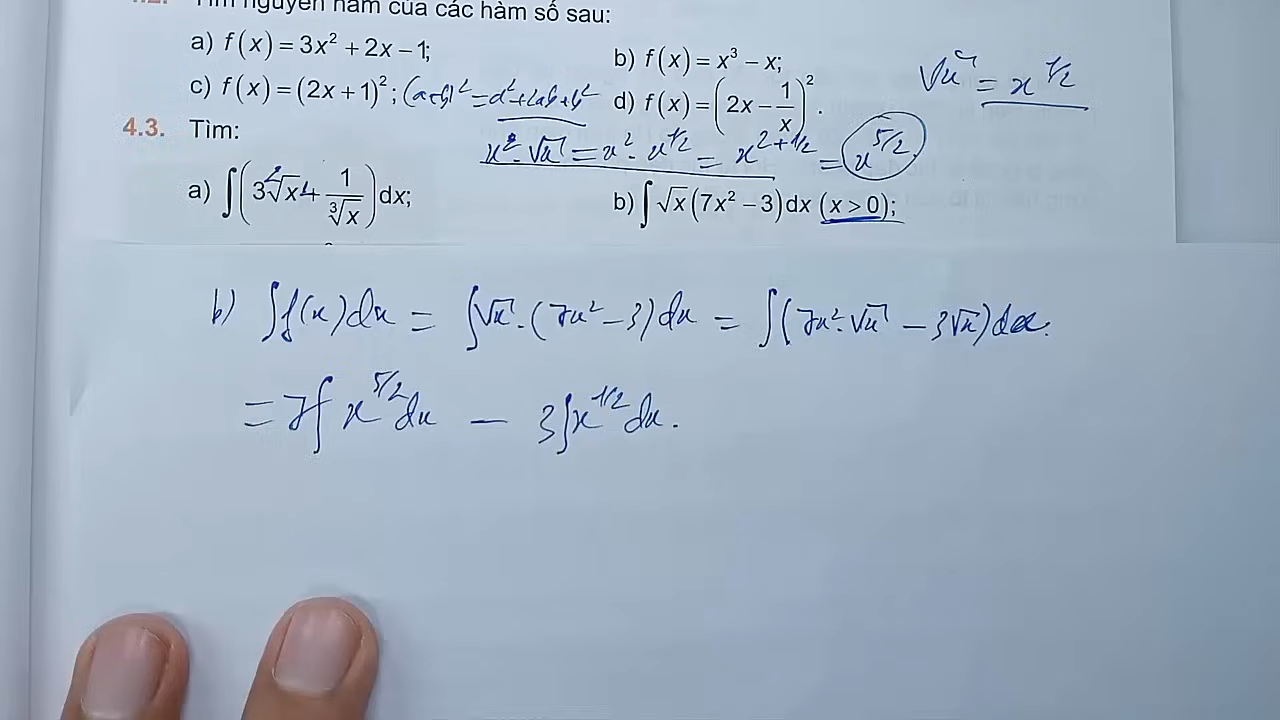 Tìm nguyên hàm của các hàm số sau:
a) f(x) = 3x² + 2x − 1;
b) f(x) = x³ − x;
√x = x^1/2
c) f(x) = (2x + 1)²; (a+b)² = a² + 2ab + b²
d) f(x) = (2x − 1/x)².
4.3. Tìm:
x² · √x = x² · x^1/2 = x^2+1/2 = x^5/2
a) ∫(3√x + 1/∛x)dx;
b) ∫√x(7x² − 3)dx (x > 0);
b) ∫f(x)dx = ∫√x · (7x² − 3)dx = ∫(7x² · √x − 3√x)dx.
= 7∫x^5/2 dx − 3∫x^1/2 dx.